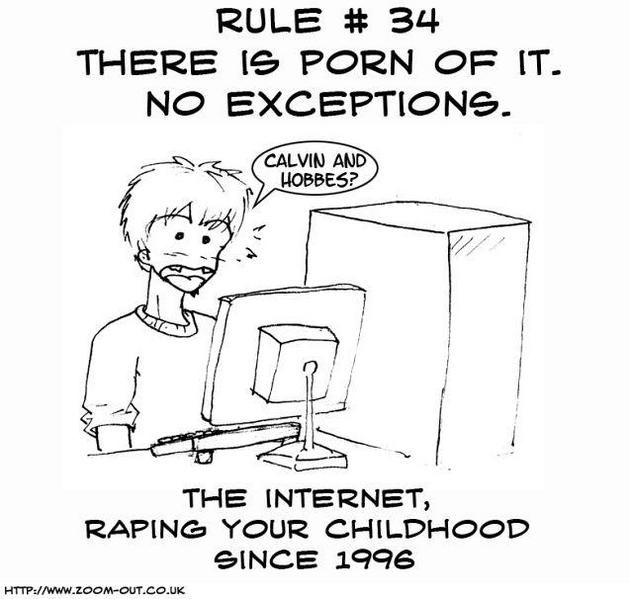 RULE # 34
THERE IS PORN OF IT.
NO EXCEPTIONS.
CALVIN AND
HOBBES?
THE INTERNET,
RAPING YOUR CHILDHOOD
SINCE 1996
HTTP://WWW.ZOOM-OUT.CO.UK